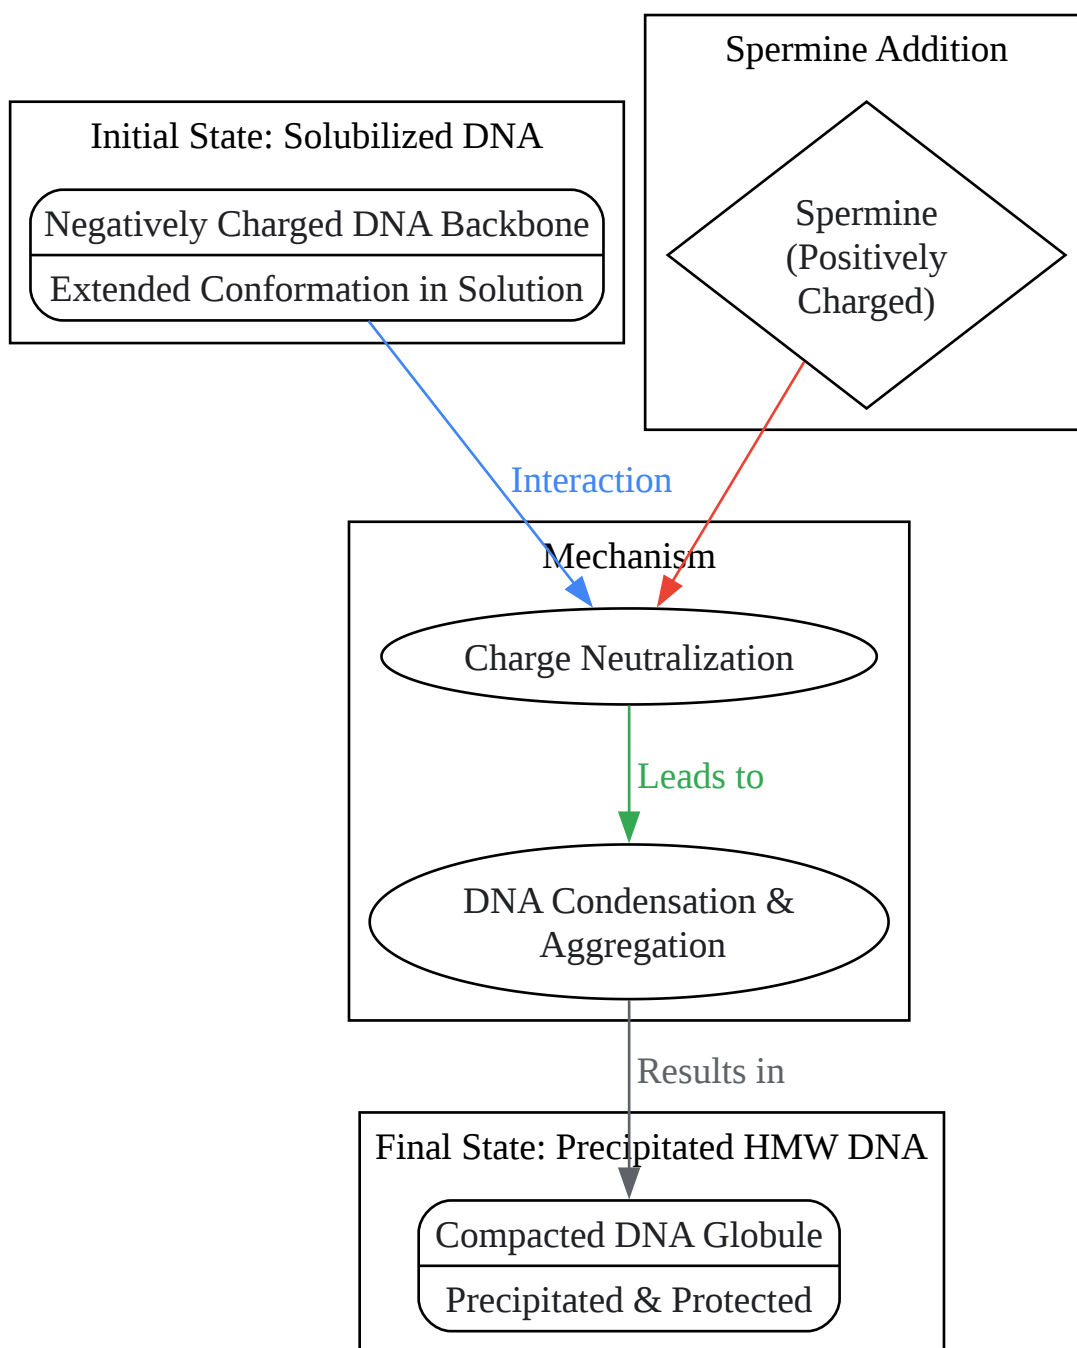 Spermine Addition
Initial State: Solubilized DNA
Negatively Charged DNA Backbone
Extended Conformation in Solution
Spermine
(Positively
Charged)
Interaction
Mechanism
Charge Neutralization
Leads to
DNA Condensation &
Aggregation
Results in
Final State: Precipitated HMW DNA
Compacted DNA Globule
Precipitated & Protected